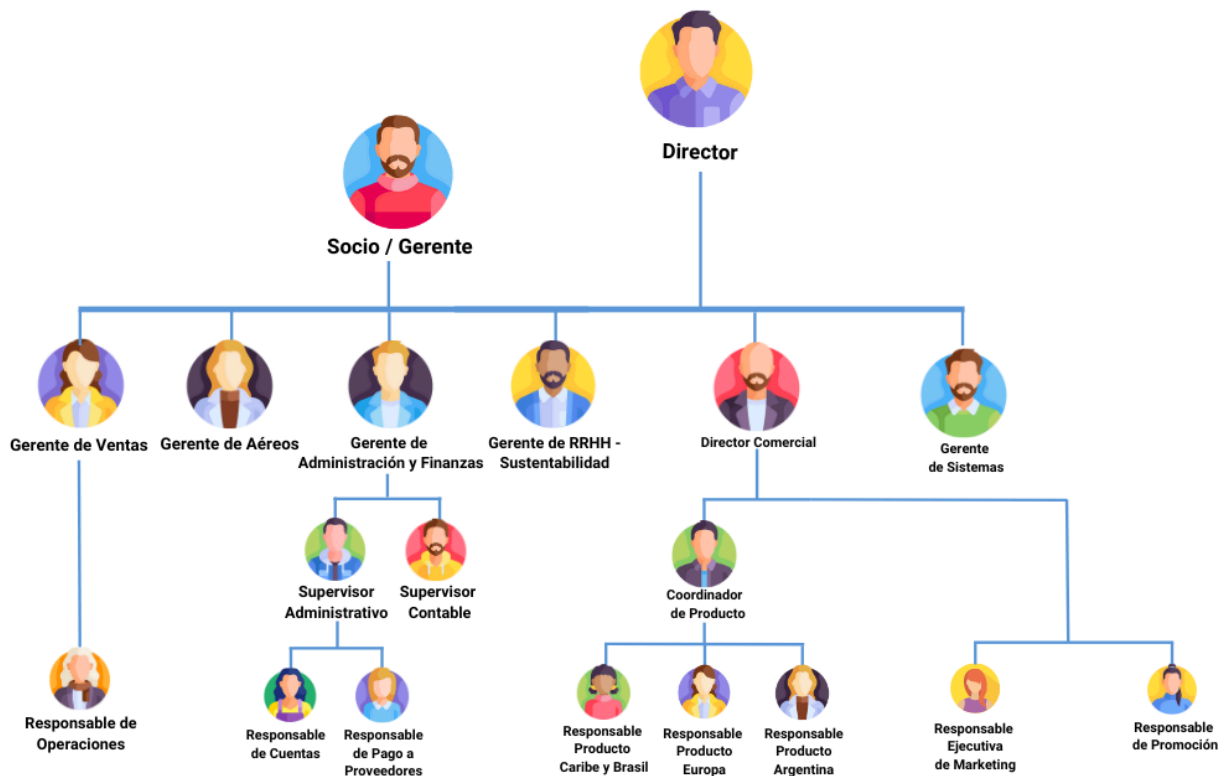 Director
Socio / Gerente
Gerente de Ventas
Gerente de Aéreos
Gerente de
Administración y Finanzas
Gerente de RRHH -
Sustentabilidad
Director Comercial
Gerente
de Sistemas
Supervisor
Administrativo
Supervisor
Contable
Coordinador
de Producto
Responsable de
Operaciones
Responsable
de Cuentas
Responsable
de Pago a
Proveedores
Responsable
Producto
Caribe y Brasil
Responsable
Producto
Europa
Responsable
Producto
Argentina
Responsable
Ejecutiva
de Marketing
Responsable
de Promoción